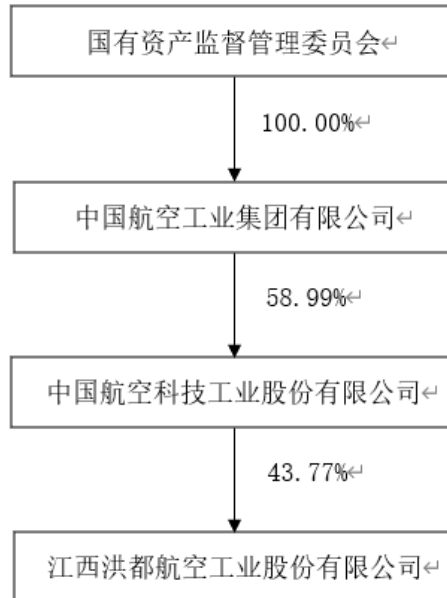 国有资产监督管理委员会↵
100.00%↵
中国航空工业集团有限公司↵
58.99%↵
中国航空科技工业股份有限公司↵
43.77%↵
江西洪都航空工业股份有限公司↵